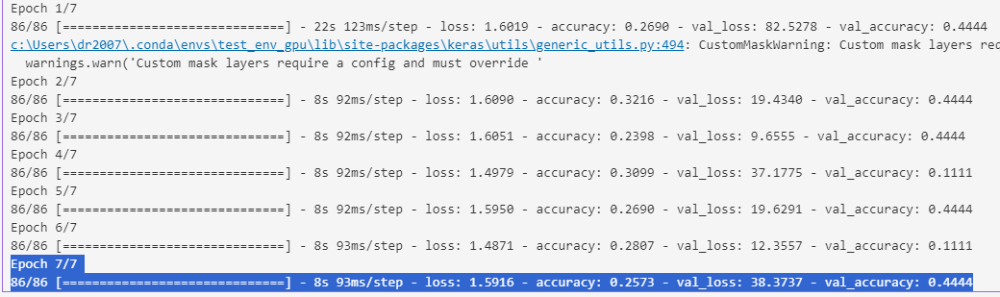 Epoch 1/7
86/86 [==============================] - 22s 123ms/step - loss: 1.6019 - accuracy: 0.2690 - val_loss: 82.5278 - val_accuracy: 0.4444
c:\Users\dr2007\.conda\envs\test_env_gpu\lib\site-packages\keras\utils\generic_utils.py:494: CustomMaskWarning: Custom mask layers req
warnings.warn('Custom mask layers require a config and must override '
Epoch 2/7
86/86 [==============================] - 8s 92ms/step - loss: 1.6090 - accuracy: 0.3216 - val_loss: 19.4340 - val_accuracy: 0.4444
Epoch 3/7
86/86 [==============================] - 8s 92ms/step - loss: 1.6051 - accuracy: 0.2398 - val_loss: 9.6555 - val_accuracy: 0.4444
Epoch 4/7
86/86 [==============================] - 8s 92ms/step - loss: 1.4979 - accuracy: 0.3099 - val_loss: 37.1775 - val_accuracy: 0.1111
Epoch 5/7
86/86 [==============================] - 8s 92ms/step - loss: 1.5950 - accuracy: 0.2690 - val_loss: 19.6291 - val_accuracy: 0.4444
Epoch 6/7
86/86 [==============================] - 8s 93ms/step - loss: 1.4871 - accuracy: 0.2807 - val_loss: 12.3557 - val_accuracy: 0.1111
Epoch 7/7
86/86 [==============================] - 8s 93ms/step - loss: 1.5916 - accuracy: 0.2573 - val_loss: 38.3737 - val_accuracy: 0.4444